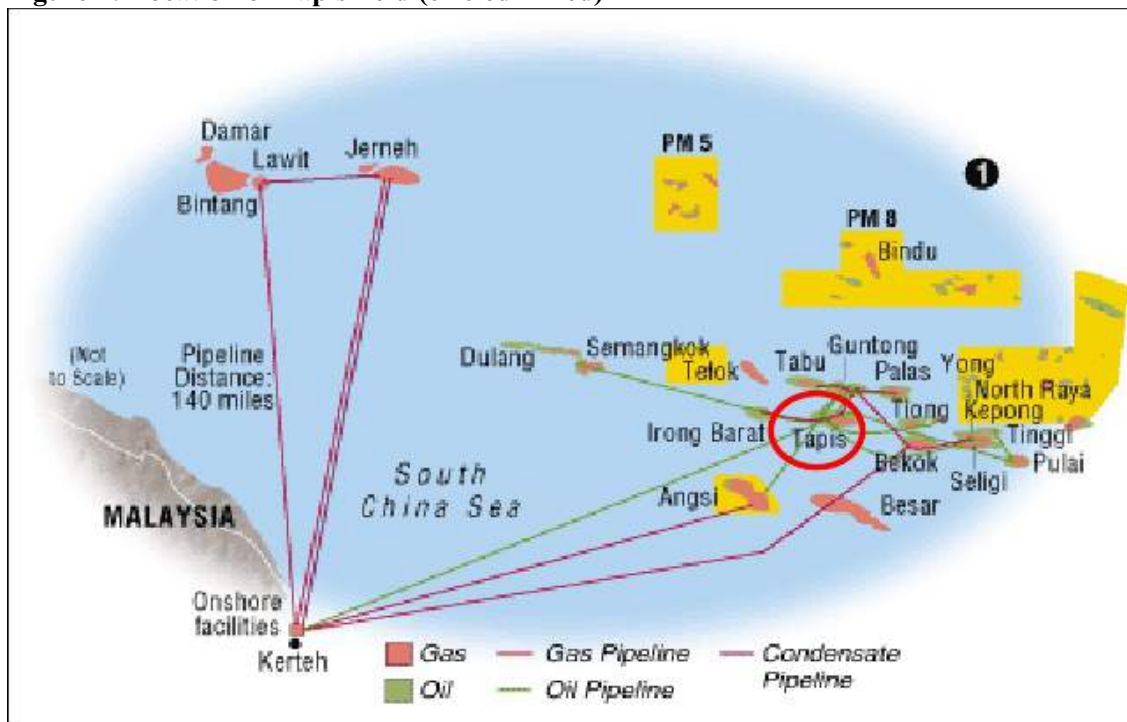 Damar
Lawit
Jerneh
Bintang
PM 5
1
PM 8
Bindu
(Not
to Scale)
Pipeline
Distance:
140 miles
Dulang
Semangkok
Telok
Tabu
Guntong
Palas
Yong
North Raya
Irong Barat
Tapis
Tiong
Kepong
Bekok
Tinggi
Seligi
Pulai
South
China Sea
Angsi
Besar
MALAYSIA
Onshore
facilities
Kerteh
Gas
Gas Pipeline
Condensate
Pipeline
Oil
Oil Pipeline